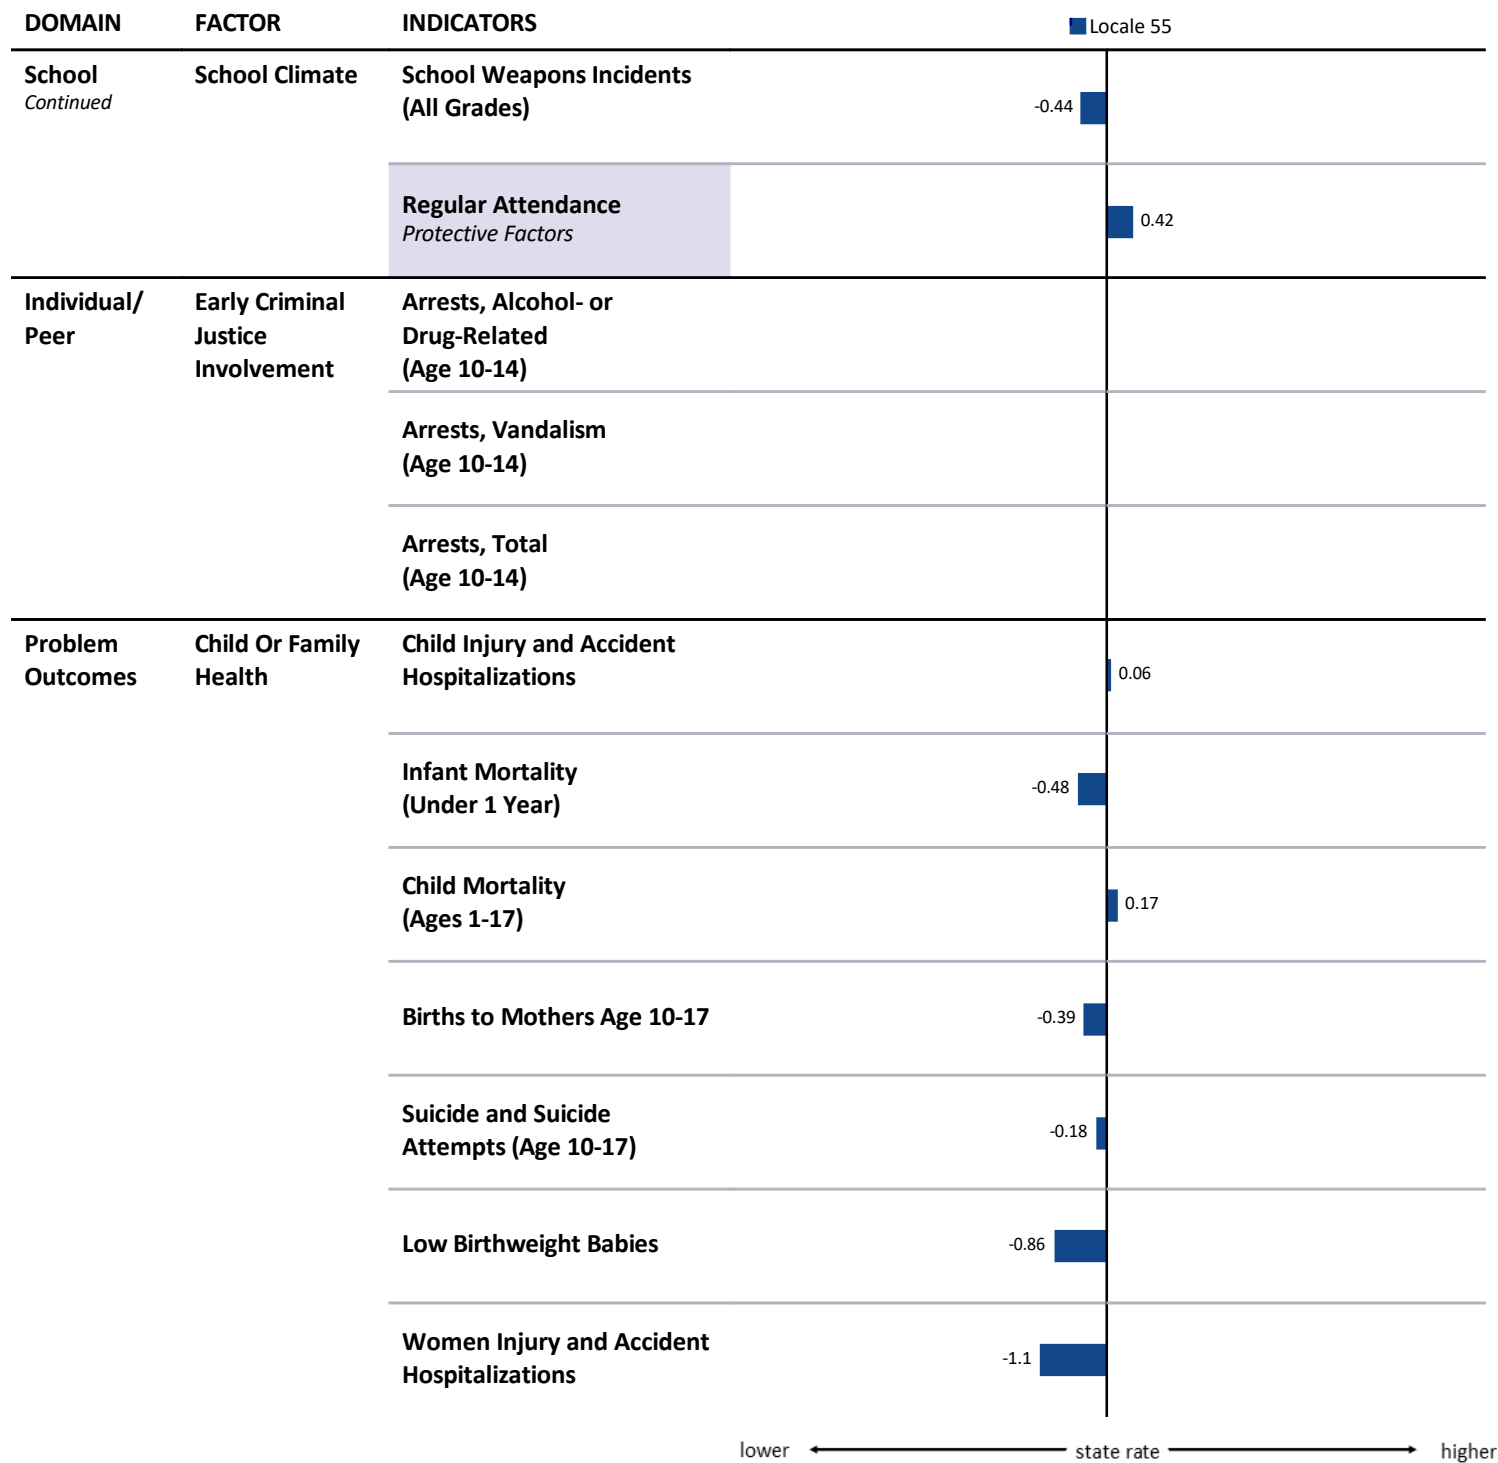 DOMAIN FACTOR INDICATORS
Locale 55
School
Continued
School Climate
School Weapons Incidents
(All Grades)
-0.44
Regular Attendance
Protective Factors
0.42
Individual/
Peer
Early Criminal
Justice
Involvement
Arrests, Alcohol- or
Drug-Related
(Age 10-14)
Arrests, Vandalism
(Age 10-14)
Arrests, Total
(Age 10-14)
Problem
Outcomes
Child Or Family
Health
Child Injury and Accident
Hospitalizations
0.06
Infant Mortality
(Under 1 Year)
-0.48
Child Mortality
(Ages 1-17)
0.17
Births to Mothers Age 10-17
-0.39
Suicide and Suicide
Attempts (Age 10-17)
-0.18
Low Birthweight Babies
-0.86
Women Injury and Accident
Hospitalizations
-1.1
lower state rate higher